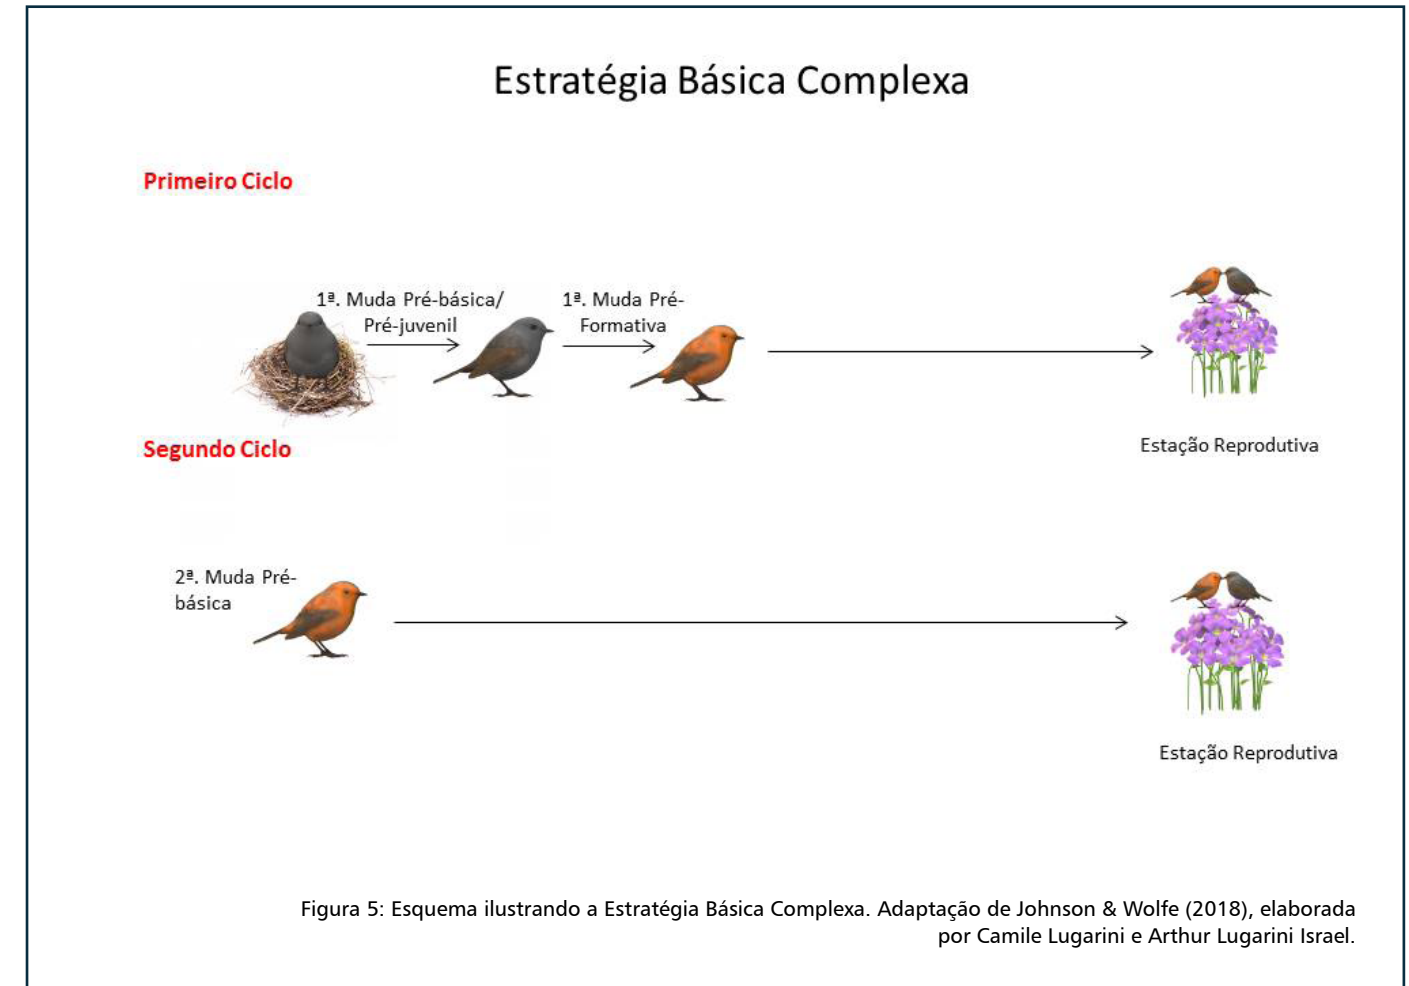 Estratégia Básica Complexa
Primeiro Ciclo
1ª. Muda Pré-básica/
Pré-juvenil
1ª. Muda Pré-
Formativa
Estação Reprodutiva
Segundo Ciclo
2ª. Muda Pré-
básica
Estação Reprodutiva
Figura 5: Esquema ilustrando a Estratégia Básica Complexa. Adaptação de Johnson & Wolfe (2018), elaborada
por Camile Lugarini e Arthur Lugarini Israel.